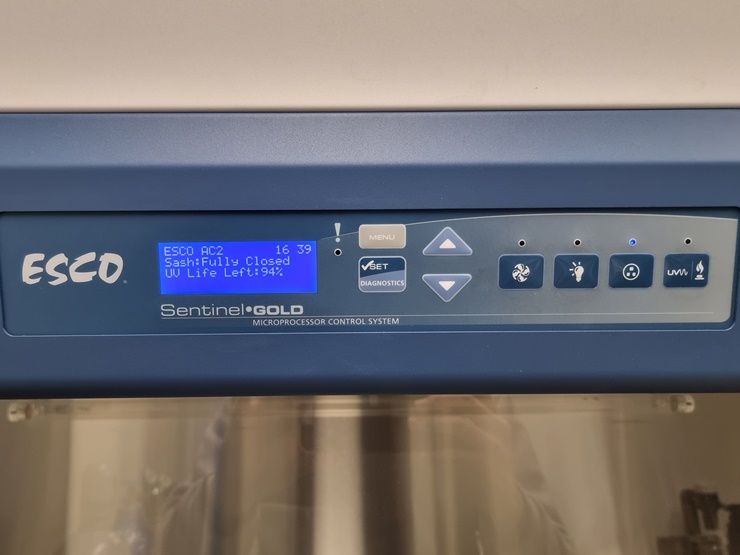 ESCO
ESCO AC2 16 39
Sash:Fully Closed
UV Life Left:94%
!
MENU
SET
DIAGNOSTICS
UV
Sentinel•GOLD
MICROPROCESSOR CONTROL SYSTEM